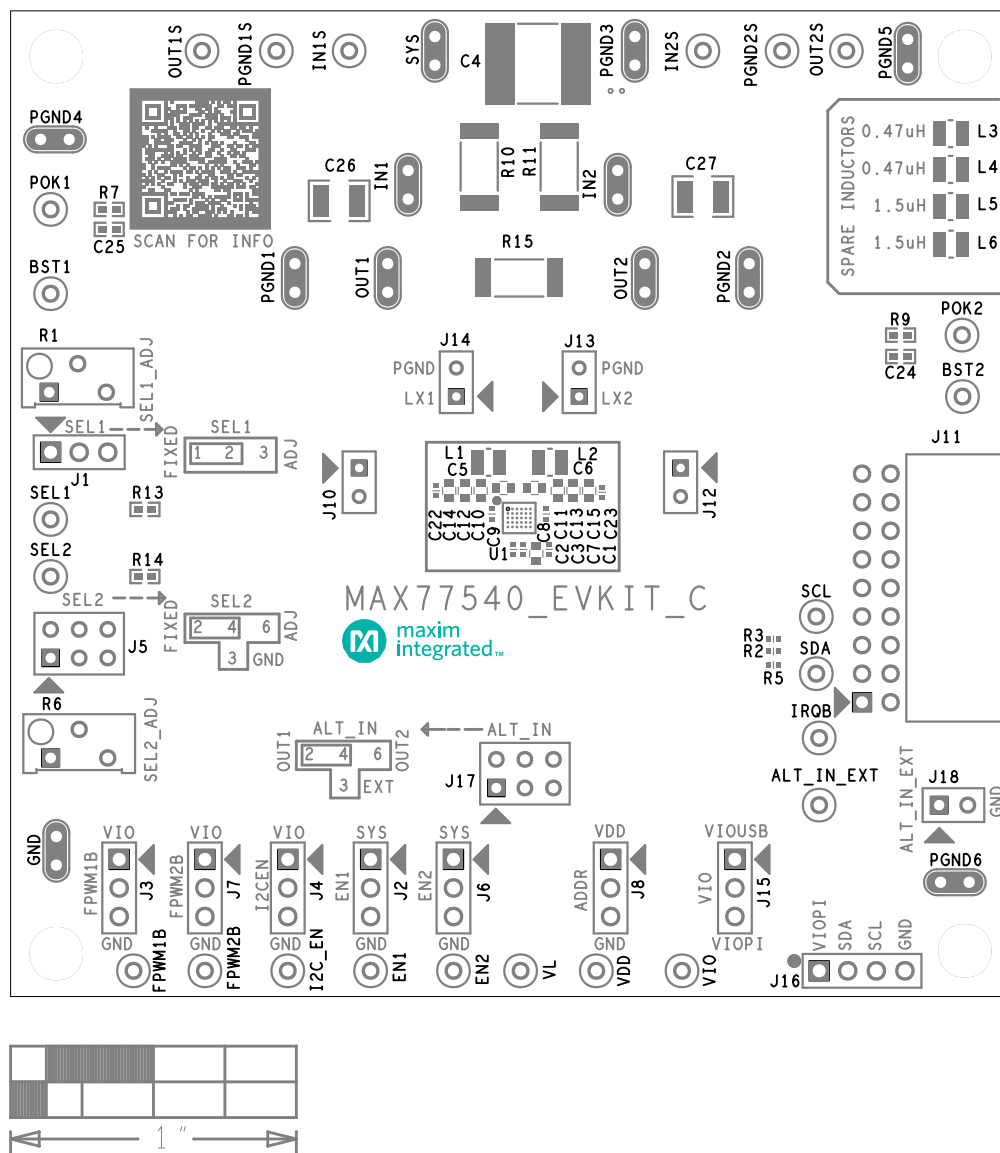 OUT1S
PGND1S
IN1S
SYS
C4
PGND3
IN2S
PGND2S
OUT2S
PGND5
PGND4
POK1
R7
C25
SCAN FOR INFO
C26
IN1
R10
R11
IN2
C27
SPARE INDUCTORS
0.47uH L3
0.47uH L4
1.5uH L5
1.5uH L6
BST1
PGND1
OUT1
R15
OUT2
PGND2
R9
C24
POK2
BST2
R1
SEL1_ADJ
J14
PGND
LX1
J13
PGND
LX2
J11
SEL1
J1
FIXED
SEL1
1 2 3
ADJ
J10
L1
L2
C5
C6
C22
C14
C12
C10
C9
U1
C8
C2
C11
C3
C13
C7
C15
C1
C23
J12
SEL1
R13
SEL2
R14
SEL2
J5
FIXED
SEL2
2 4 6
ADJ
3 GND
MAX77540_EVKIT_C
maxim
integrated™
SCL
R3
R2
R5
SDA
IRQB
R6
SEL2_ADJ
OUT1
ALT_IN
2 4 6
OUT2
3 EXT
ALT_IN
J17
ALT_IN_EXT
ALT_IN_EXT
J18
GND
PGND6
GND
VIO
FPWM1B
J3
GND
FPWM1B
VIO
FPWM2B
J7
GND
FPWM2B
VIO
I2CEN
J4
GND
I2C_EN
SYS
EN1
J2
GND
EN1
SYS
EN2
J6
GND
EN2
VL
VDD
ADDR
J8
GND
VDD
VIOUSB
VIO
J15
VIOPI
VIO
J16
VIOPI
SDA
SCL
GND
1 "